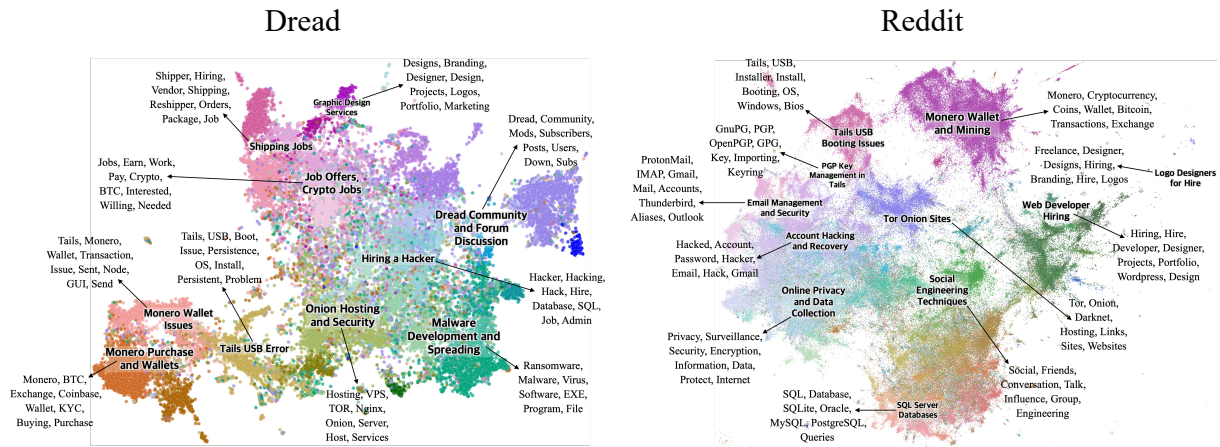 Dread
Reddit
Shipper, Hiring,
Vendor, Shipping,
Reshipper, Orders,
Package, Job
Designs, Branding,
Designer, Design,
Projects, Logos,
Portfolio, Marketing
Graphic Design
Services
Shipping Jobs
Dread, Community,
Mods, Subscribers,
Posts, Users,
Down, Subs
Jobs, Earn, Work,
Pay, Crypto,
BTC, Interested,
Willing, Needed
Job Offers,
Crypto Jobs
Dread Community
and Forum
Discussion
Tails, Monero,
Wallet, Transaction,
Issue, Sent, Node,
GUI, Send
Tails, USB, Boot,
Issue, Persistence,
OS, Install,
Persistent, Problem
Hiring a Hacker
Hacker, Hacking,
Hack, Hire,
Database, SQL,
Job, Admin
Monero Wallet
Issues
Onion Hosting
and Security
Malware
Development and
Spreading
Monero Purchase
and Wallets
Tails USB Error
Monero, BTC,
Exchange, Coinbase,
Wallet, KYC,
Buying, Purchase
Hosting, VPS,
TOR, Nginx,
Onion, Server,
Host, Services
Ransomware,
Malware, Virus,
Software, EXE,
Program, File
Tails, USB,
Installer, Install,
Booting, OS,
Windows, Bios
Tails USB
Booting Issues
Monero Wallet
and Mining
Monero, Cryptocurrency,
Coins, Wallet, Bitcoin,
Transactions, Exchange
GnuPG, PGP,
OpenPGP, GPG,
Key, Importing,
Keyring
PGP Key
Management in
Tails
Freelance, Designer,
Designs, Hiring,
Branding, Hire, Logos
Logo Designers
for Hire
ProtonMail,
IMAP, Gmail,
Mail, Accounts,
Thunderbird,
Aliases, Outlook
Email Management
and Security
Tor Onion Sites
Web Developer
Hiring
Hiring, Hire,
Developer, Designer,
Projects, Portfolio,
Wordpress, Design
Hacked, Account,
Password, Hacker,
Email, Hack, Gmail
Account Hacking
and Recovery
Online Privacy
and Data
Collection
Social
Engineering
Techniques
Tor, Onion,
Darknet,
Hosting, Links,
Sites, Websites
Privacy, Surveillance,
Security, Encryption,
Information, Data,
Protect, Internet
Social, Friends,
Conversation, Talk,
Influence, Group,
Engineering
SQL, Database,
SQLite, Oracle,
MySQL, PostgreSQL,
Queries
SQL Server
Databases